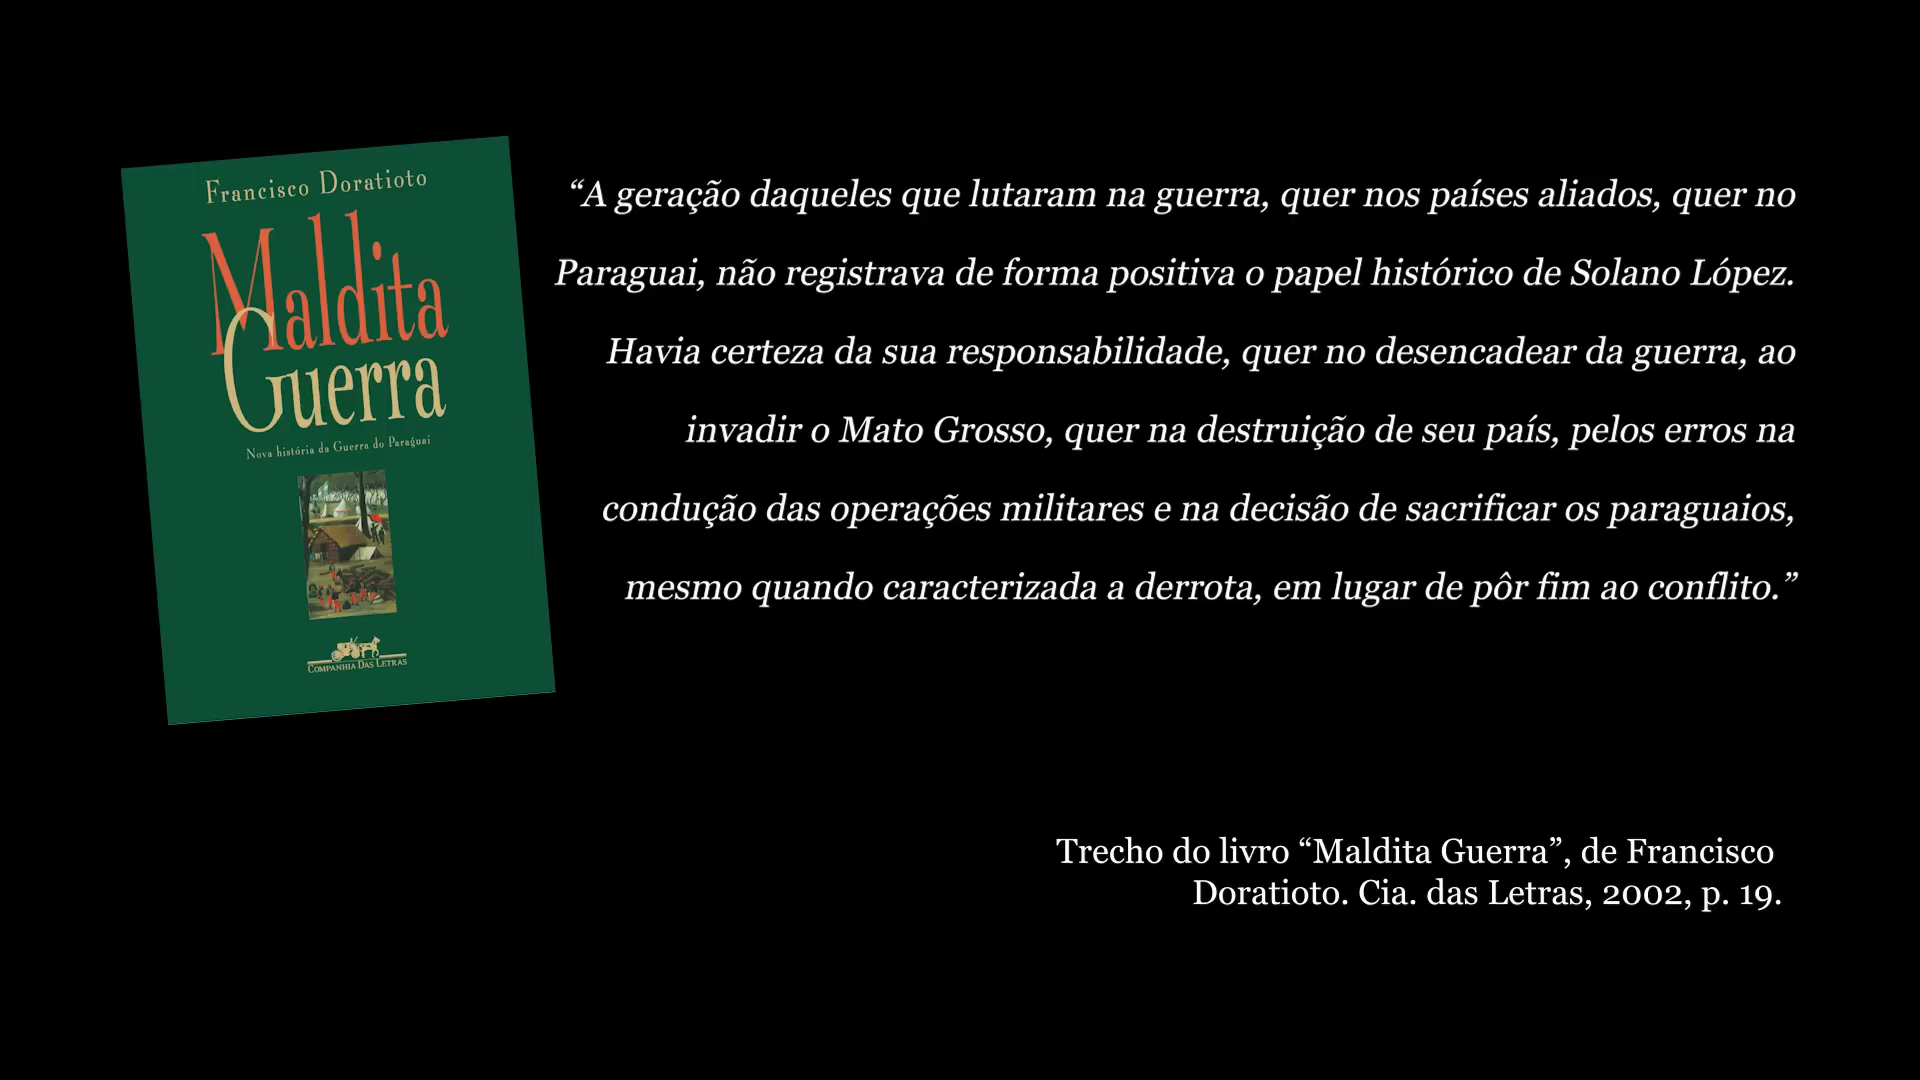 Francisco Doratioto
Maldita
Guerra
Nova história da Guerra do Paraguai
COMPANHIA DAS LETRAS
“A geração daqueles que lutaram na guerra, quer nos países aliados, quer no
Paraguai, não registrava de forma positiva o papel histórico de Solano López.
Havia certeza da sua responsabilidade, quer no desencadear da guerra, ao
invadir o Mato Grosso, quer na destruição de seu país, pelos erros na
condução das operações militares e na decisão de sacrificar os paraguaios,
mesmo quando caracterizada a derrota, em lugar de pôr fim ao conflito.”
Trecho do livro “Maldita Guerra”, de Francisco
Doratioto. Cia. das Letras, 2002, p. 19.